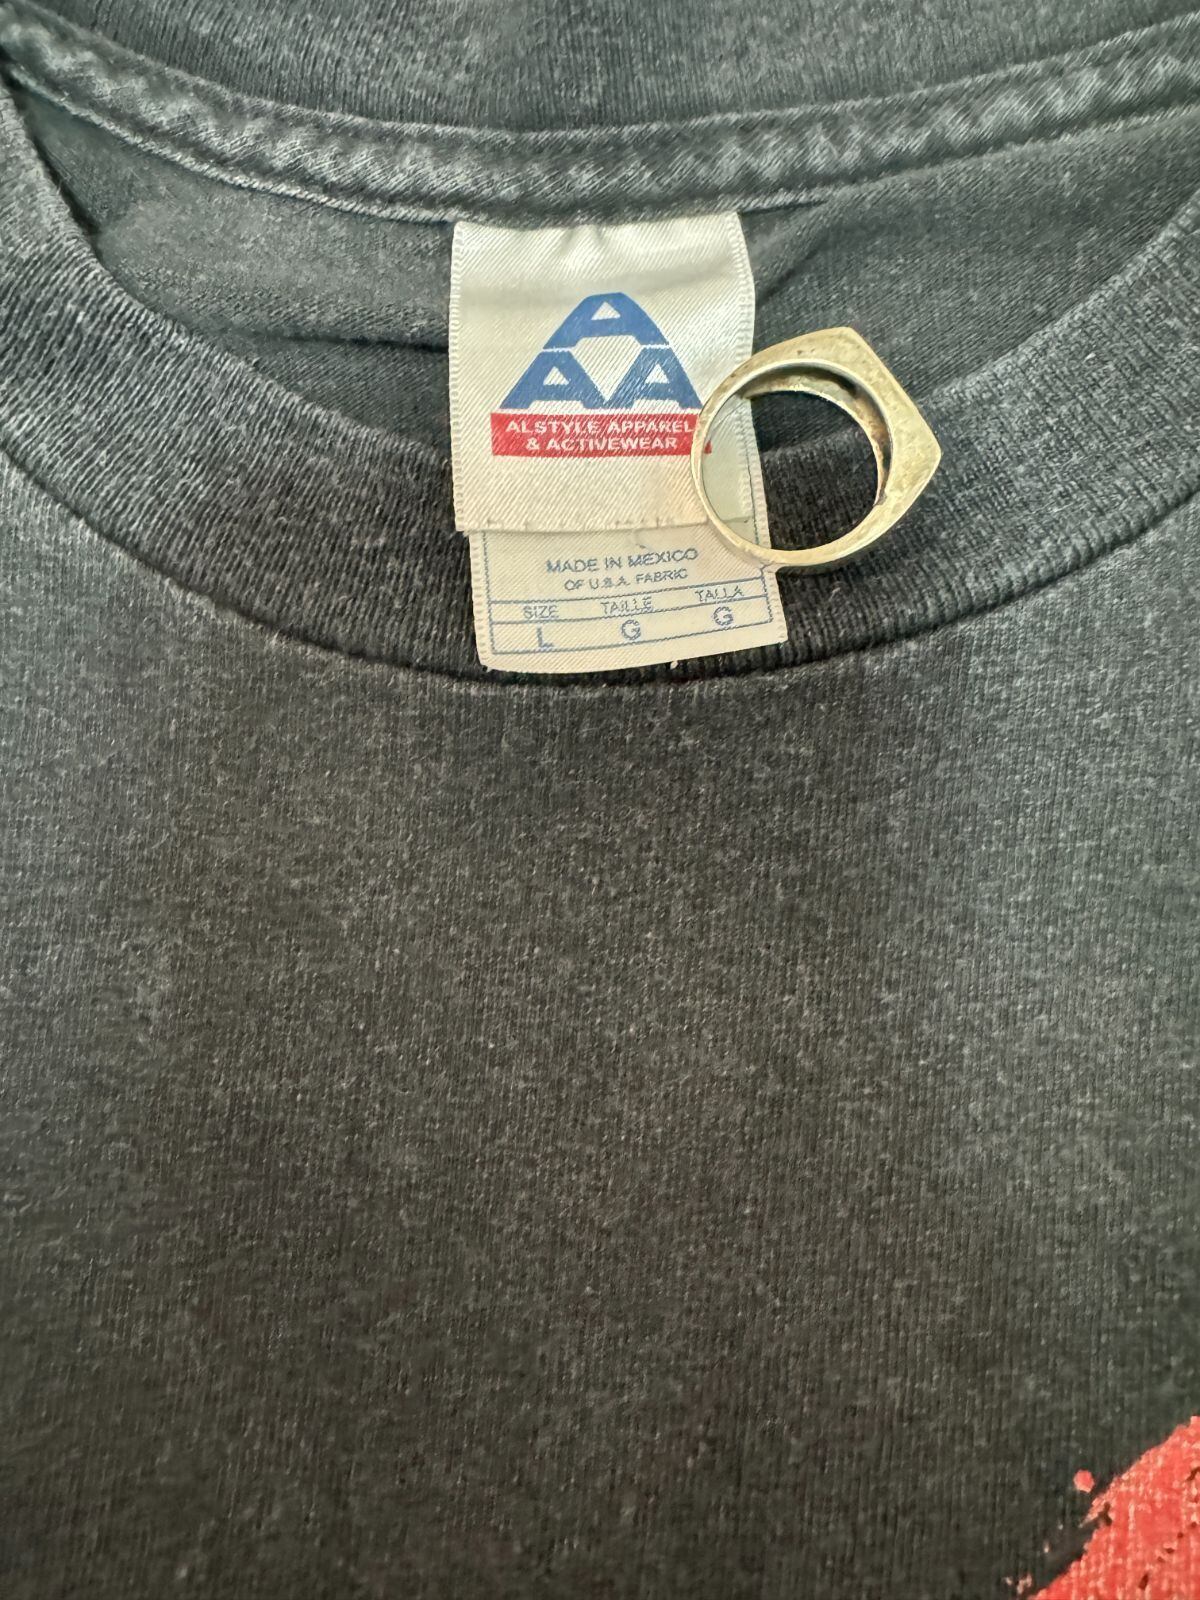 A
A A
ALSTYLE APPAREL
& ACTIVEWEAR
MADE IN MEXICO
OF U.S.A. FABRIC
SIZE TAILLE TALLA
L G G